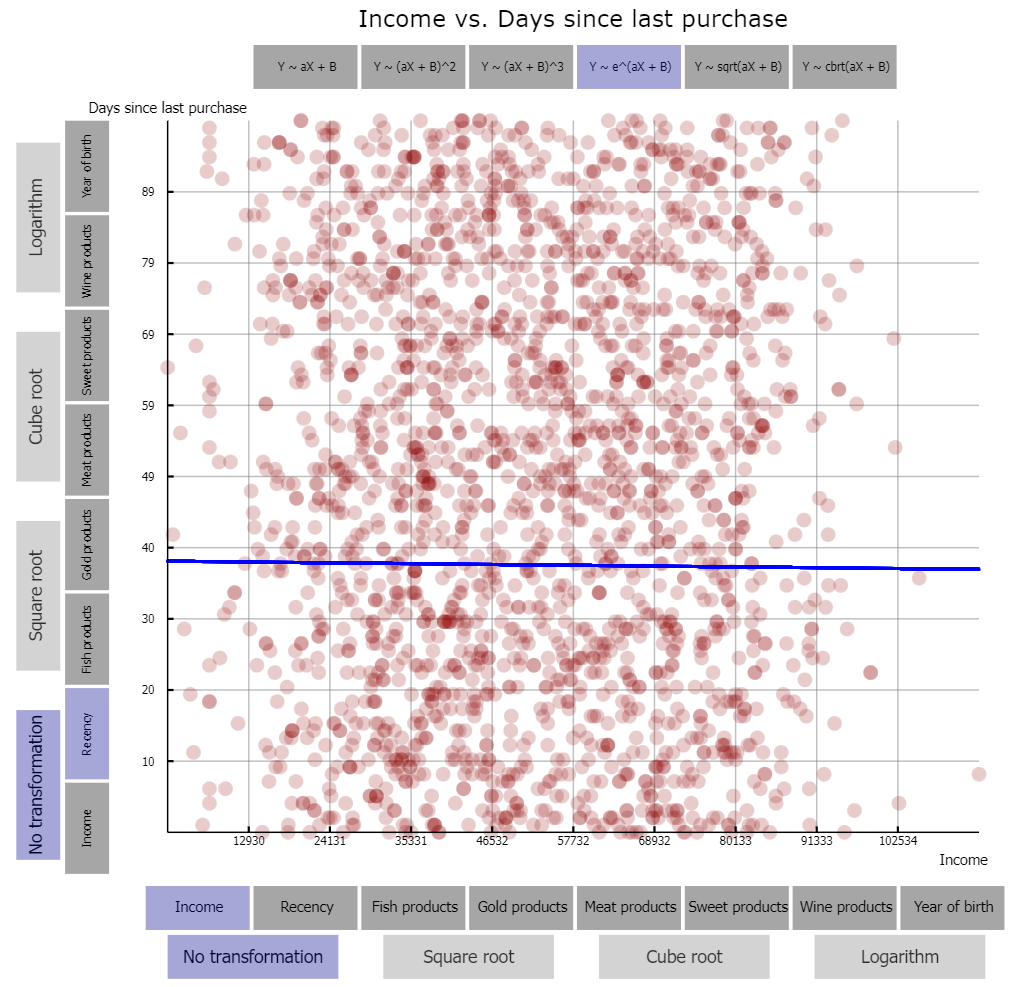 Income vs. Days since last purchase
Y ~ aX + B
Y ~ (aX + B)^2
Y ~ (aX + B)^3
Y ~ e^(aX + B)
Y ~ sqrt(aX + B)
Y ~ cbrt(aX + B)
Days since last purchase
Logarithm
Cube root
Square root
No transformation
Year of birth
Wine products
Sweet products
Meat products
Gold products
Fish products
Recency
Income
89
79
69
59
49
40
30
20
10
12930
24131
35331
46532
57732
68932
80133
91333
102534
Income
Income
Recency
Fish products
Gold products
Meat products
Sweet products
Wine products
Year of birth
No transformation
Square root
Cube root
Logarithm